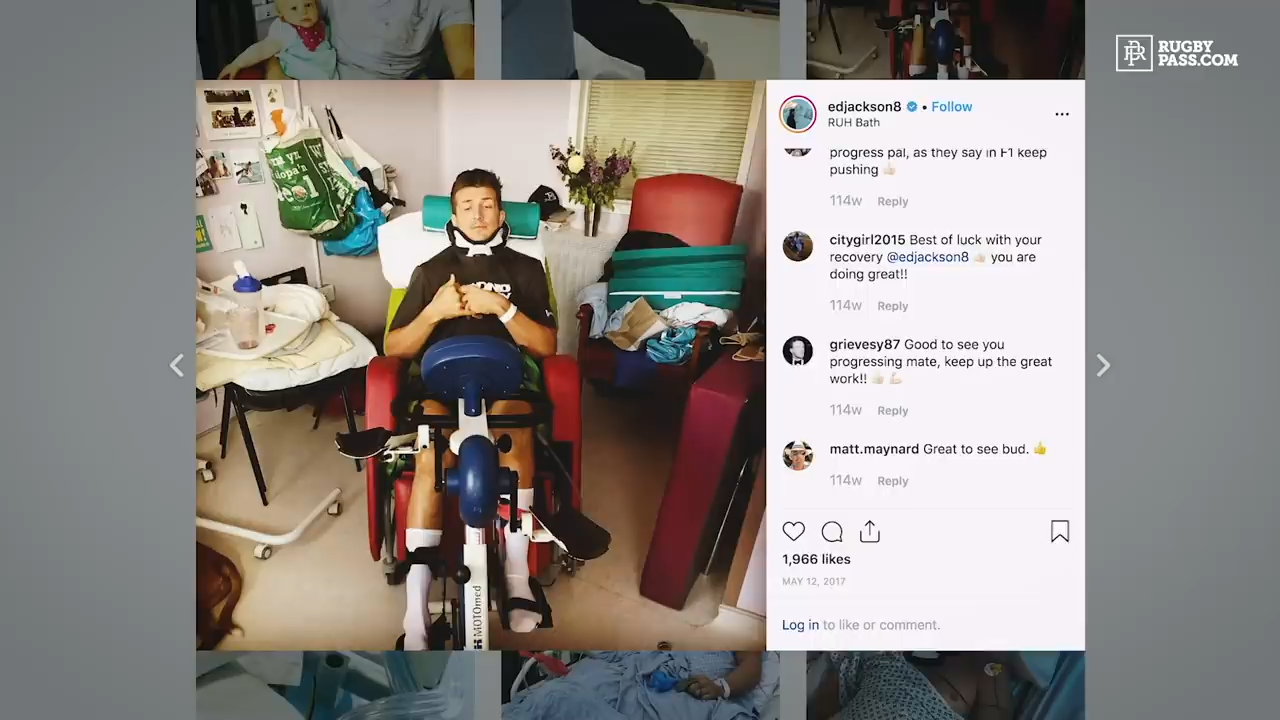 RUGBY
PASS.COM
edjackson8 • Follow
RUH Bath
progress pal, as they say in F1 keep
pushing 👍🏻
114w Reply
citygirl2015 Best of luck with your
recovery @edjackson8 👍🏻 you are
doing great!!
114w Reply
grievesy87 Good to see you
progressing mate, keep up the great
work!! 👍🏻 💪🏻
114w Reply
matt.maynard Great to see bud. 👍
114w Reply
1,966 likes
MAY 12, 2017
Log in to like or comment.
MOTOmed